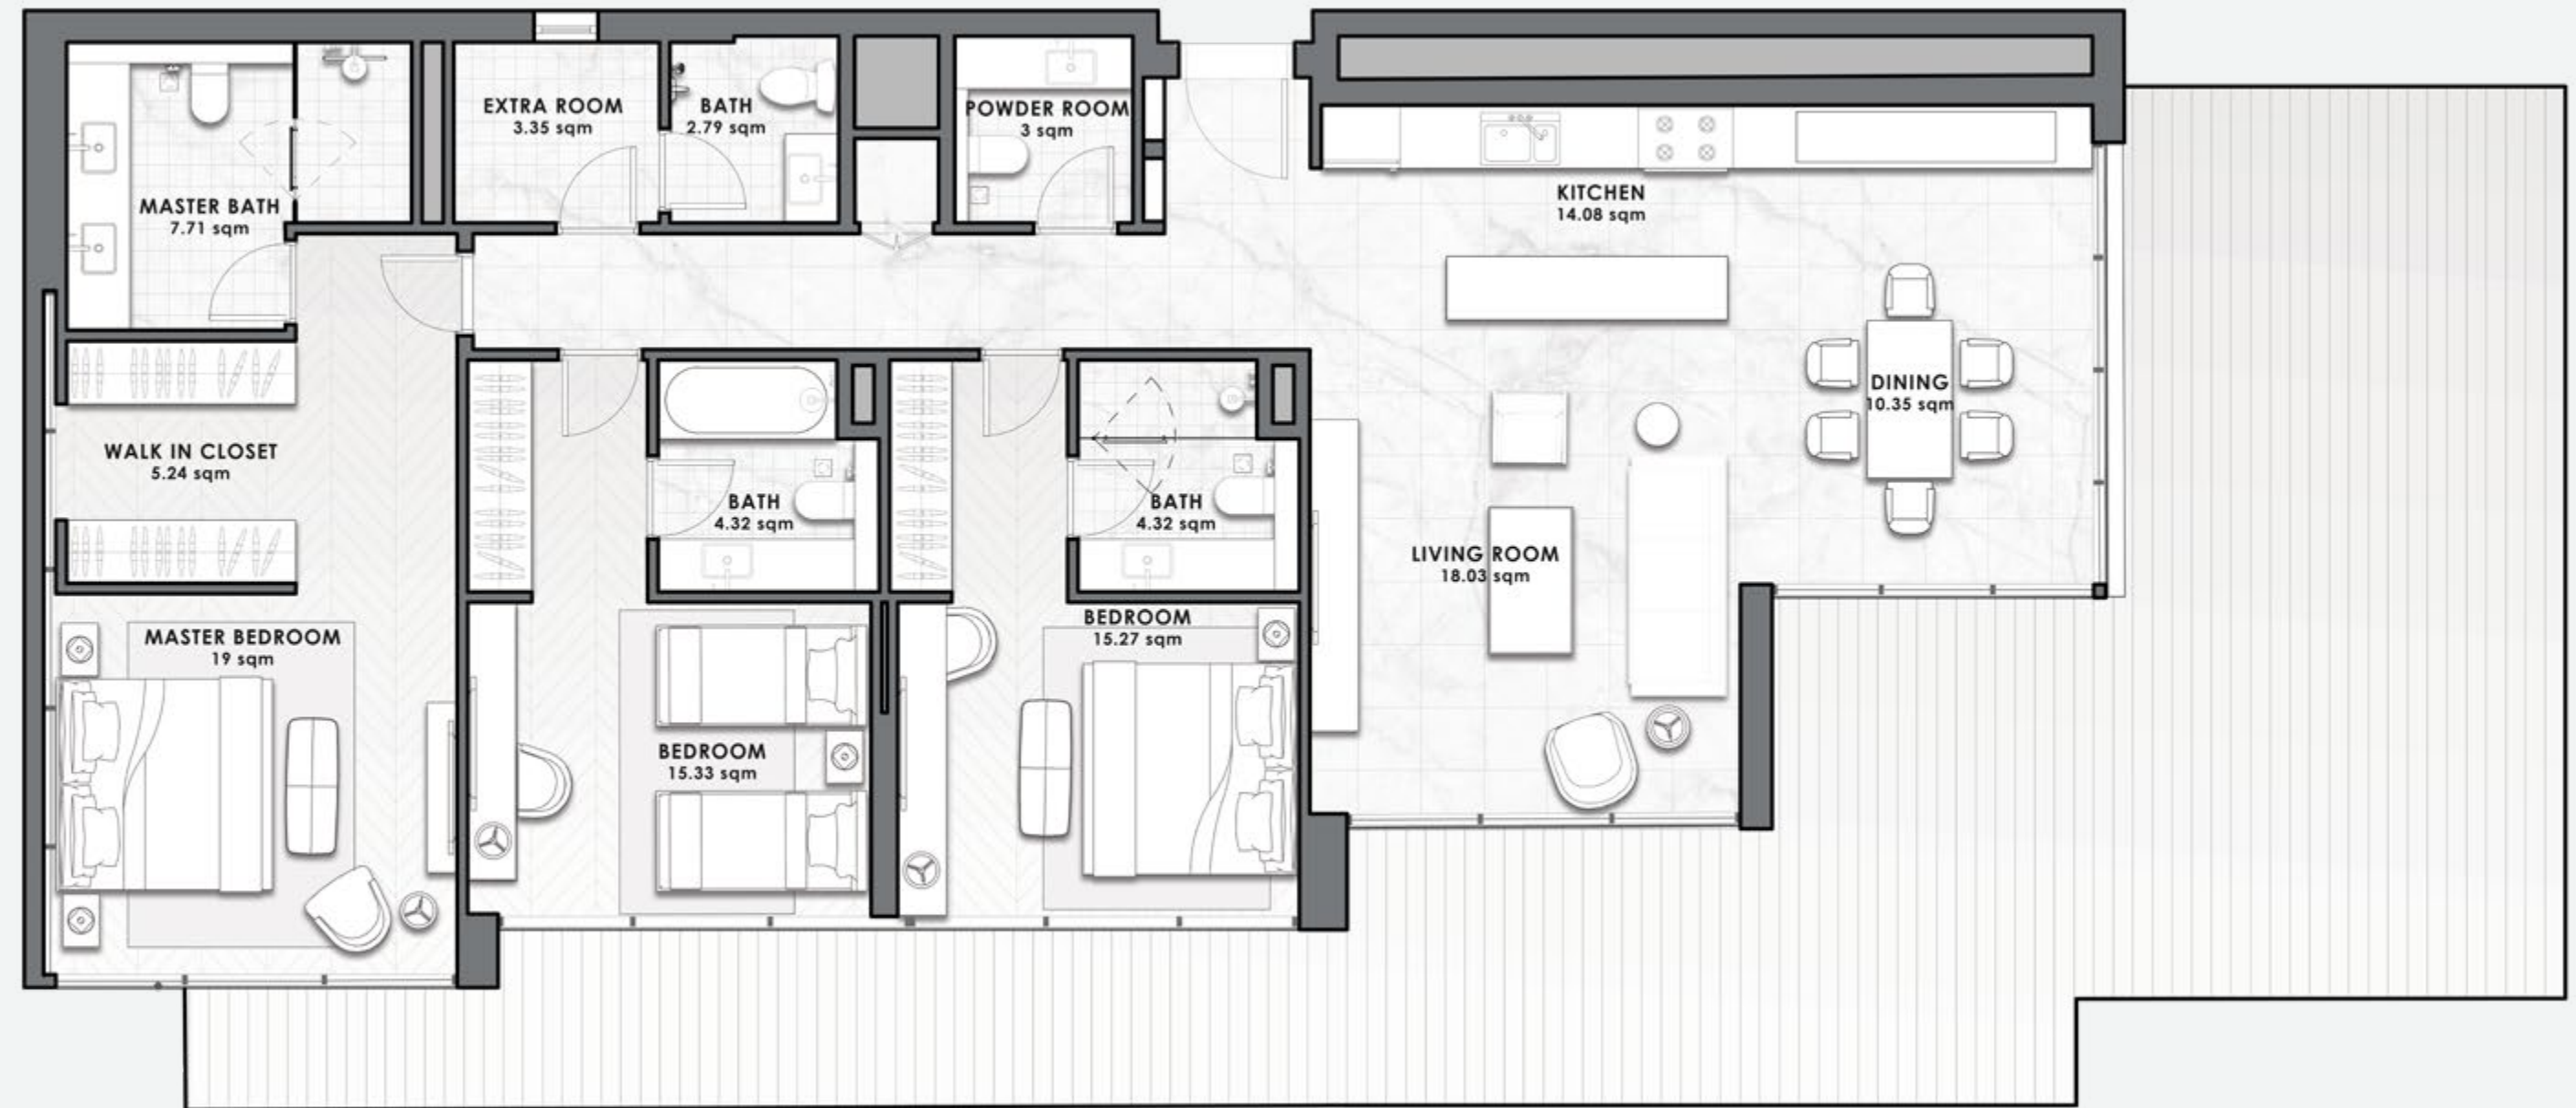 EXTRA ROOM
3.35 sqm
BATH
2.79 sqm
POWDER ROOM
3 sqm
MASTER BATH
7.71 sqm
KITCHEN
14.08 sqm
DINING
10.35 sqm
WALK IN CLOSET
5.24 sqm
BATH
4.32 sqm
BATH
4.32 sqm
LIVING ROOM
18.03 sqm
MASTER BEDROOM
19 sqm
BEDROOM
15.27 sqm
BEDROOM
15.33 sqm